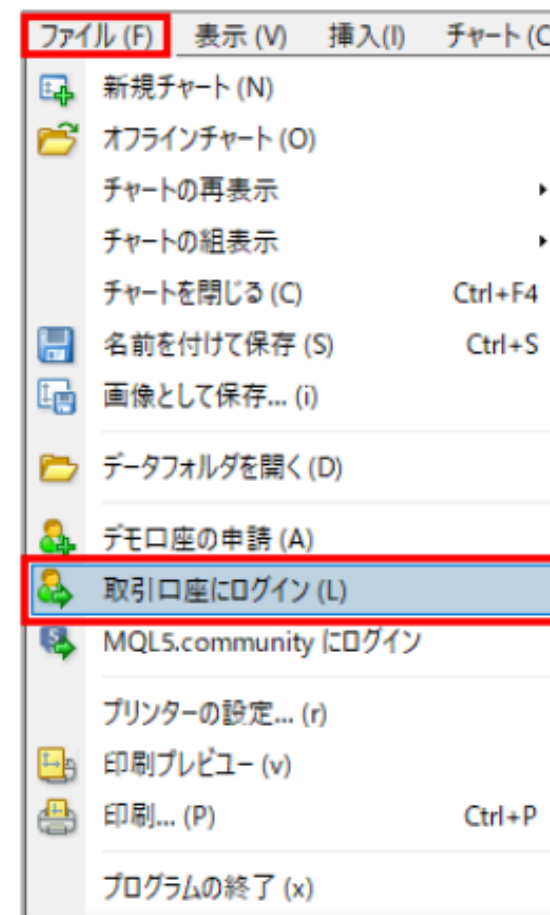 ファイル (F) 表示 (V) 挿入(I) チャート (C
新規チャート (N)
オフラインチャート (O)
チャートの再表示
チャートの組表示
チャートを閉じる (C) Ctrl+F4
名前を付けて保存 (S) Ctrl+S
画像として保存... (i)
データフォルダを開く (D)
デモ口座の申請 (A)
取引口座にログイン (L)
MQL5.community にログイン
プリンターの設定... (r)
印刷プレビュー (v)
印刷... (P) Ctrl+P
プログラムの終了 (x)